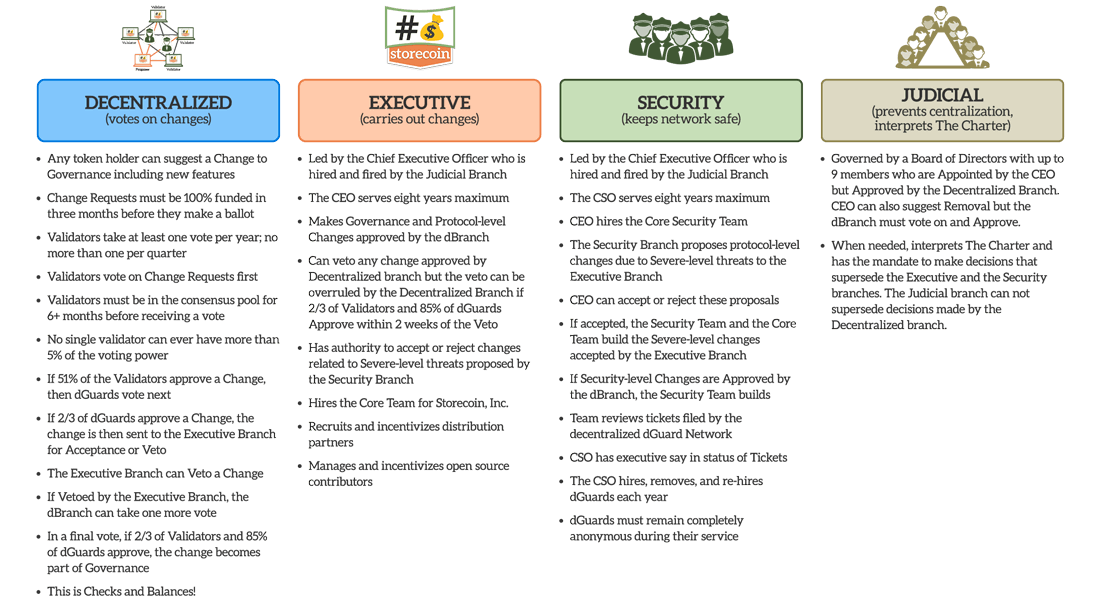 Validator
Validator
Validator
Proposer
Validator
#
storecoin
DECENTRALIZED
(votes on changes)
EXECUTIVE
(carries out changes)
SECURITY
(keeps network safe)
JUDICIAL
(prevents centralization,
interprets The Charter)
• Any token holder can suggest a Change to
Governance including new features
• Change Requests must be 100% funded in
three months before they make a ballot
• Validators take at least one vote per year; no
more than one per quarter
• Validators vote on Change Requests first
• Validators must be in the consensus pool for
6+ months before receiving a vote
• No single validator can ever have more than
5% of the voting power
• If 51% of the Validators approve a Change,
then dGuards vote next
• If 2/3 of dGuards approve a Change, the
change is then sent to the Executive Branch
for Acceptance or Veto
• The Executive Branch can Veto a Change
• If Vetoed by the Executive Branch, the
dBranch can take one more vote
• In a final vote, if 2/3 of Validators and 85%
of dGuards approve, the change becomes
part of Governance
• This is Checks and Balances!
• Led by the Chief Executive Officer who is
hired and fired by the Judicial Branch
• The CEO serves eight years maximum
• Makes Governance and Protocol-level
Changes approved by the dBranch
• Can veto any change approved by
Decentralized branch but the veto can be
overruled by the Decentralized Branch if
2/3 of Validators and 85% of dGuards
Approve within 2 weeks of the Veto
• Has authority to accept or reject changes
related to Severe-level threats proposed by
the Security Branch
• Hires the Core Team for Storecoin, Inc.
• Recruits and incentivizes distribution
partners
• Manages and incentivizes open source
contributors
• Led by the Chief Executive Officer who is
hired and fired by the Judicial Branch
• The CSO serves eight years maximum
• CEO hires the Core Security Team
• The Security Branch proposes protocol-level
changes due to Severe-level threats to the
Executive Branch
• CEO can accept or reject these proposals
• If accepted, the Security Team and the Core
Team build the Severe-level changes
accepted by the Executive Branch
• If Security-level Changes are Approved by
the dBranch, the Security Team builds
• Team reviews tickets filed by the
decentralized dGuard Network
• CSO has executive say in status of Tickets
• The CSO hires, removes, and re-hires
dGuards each year
• dGuards must remain completely
anonymous during their service
• Governed by a Board of Directors with up to
9 members who are Appointed by the CEO
but Approved by the Decentralized Branch.
CEO can also suggest Removal but the
dBranch must vote on and Approve.
• When needed, interprets The Charter and
has the mandate to make decisions that
supersede the Executive and the Security
branches. The Judicial branch can not
supersede decisions made by the
Decentralized branch.